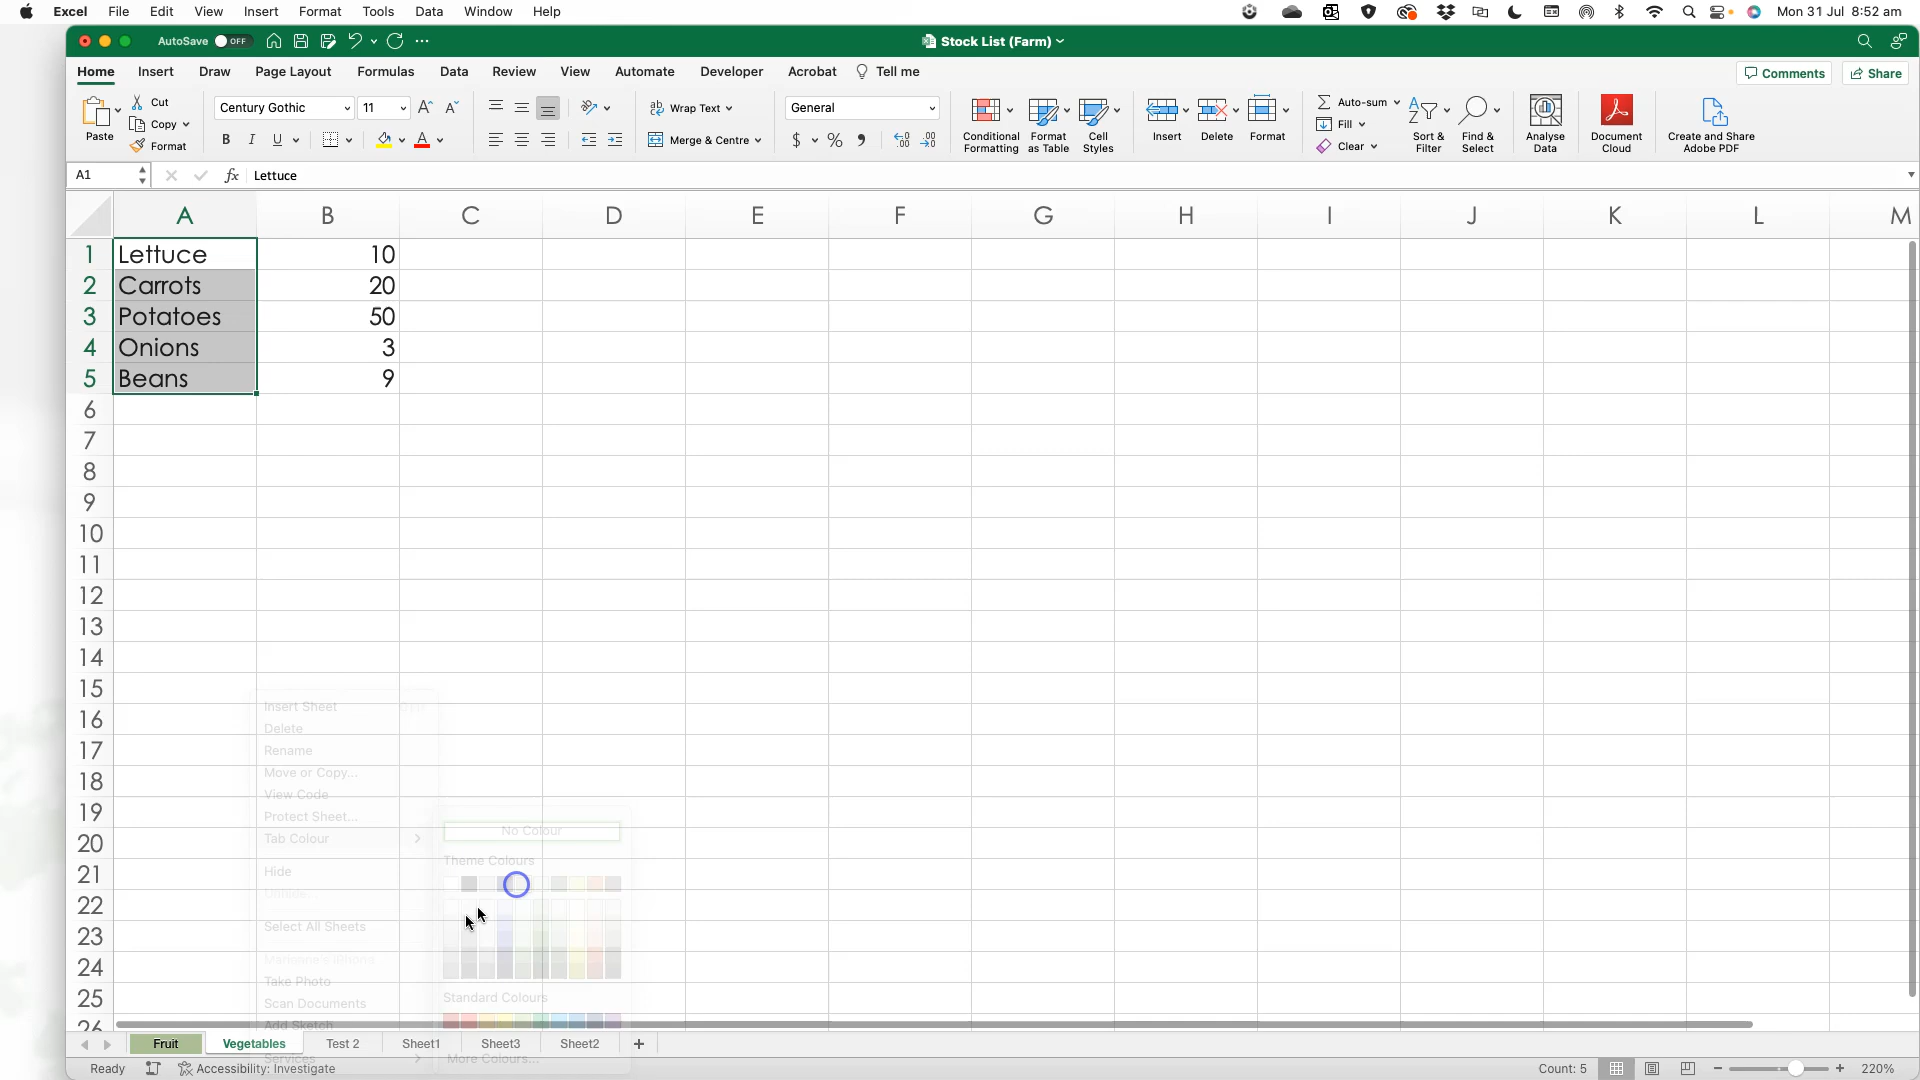 Excel File Edit View Insert Format Tools Data Window Help Mon 31 Jul 8:52 am
AutoSave OFF Stock List (Farm)
Home Insert Draw Page Layout Formulas Data Review View Automate Developer Acrobat Tell me Comments Share
Paste Cut Copy Format
Century Gothic 11
B I U
Wrap Text
Merge & Centre
General
$ % 
Conditional Formatting
Format as Table
Cell Styles
Insert Delete Format
Auto-sum
Fill
Clear
Sort & Filter
Find & Select
Analyse Data
Document Cloud
Create and Share Adobe PDF
A1 fx Lettuce
A B C D E F G H I J K L M
1 Lettuce 10
2 Carrots 20
3 Potatoes 50
4 Onions 3
5 Beans 9
6
7
8
9
10
11
12
13
14
15
16
17
18
19
20
21
22
23
24
25
26
Insert Sheet
Delete
Rename
Move or Copy...
View Code
Protect Sheet...
Tab Colour
Hide
Unhide...
Select All Sheets
Take Photo
Scan Documents
Add Sketch
Services
No Colour
Theme Colours
Standard Colours
More Colours...
Fruit Vegetables Test 2 Sheet1 Sheet3 Sheet2 +
Ready Accessibility: Investigate Count: 5 220%